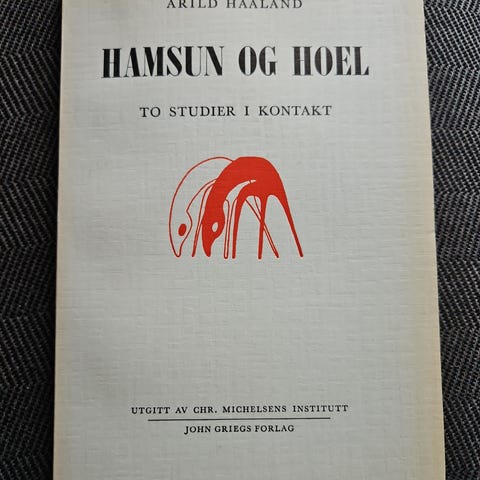 ARILD HAALAND
HAMSUN OG HOEL
TO STUDIER I KONTAKT
UTGITT AV CHR. MICHELSENS INSTITUTT
JOHN GRIEGS FORLAG